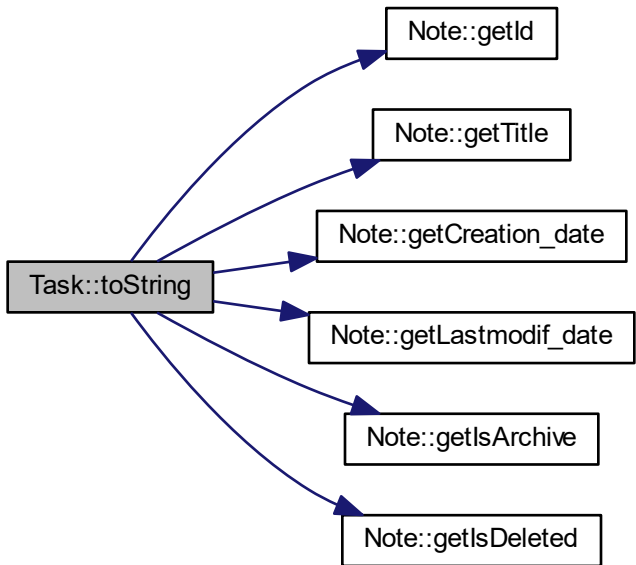 Note::getId
Note::getTitle
Note::getCreation_date
Task::toString
Note::getLastmodif_date
Note::getIsArchive
Note::getIsDeleted